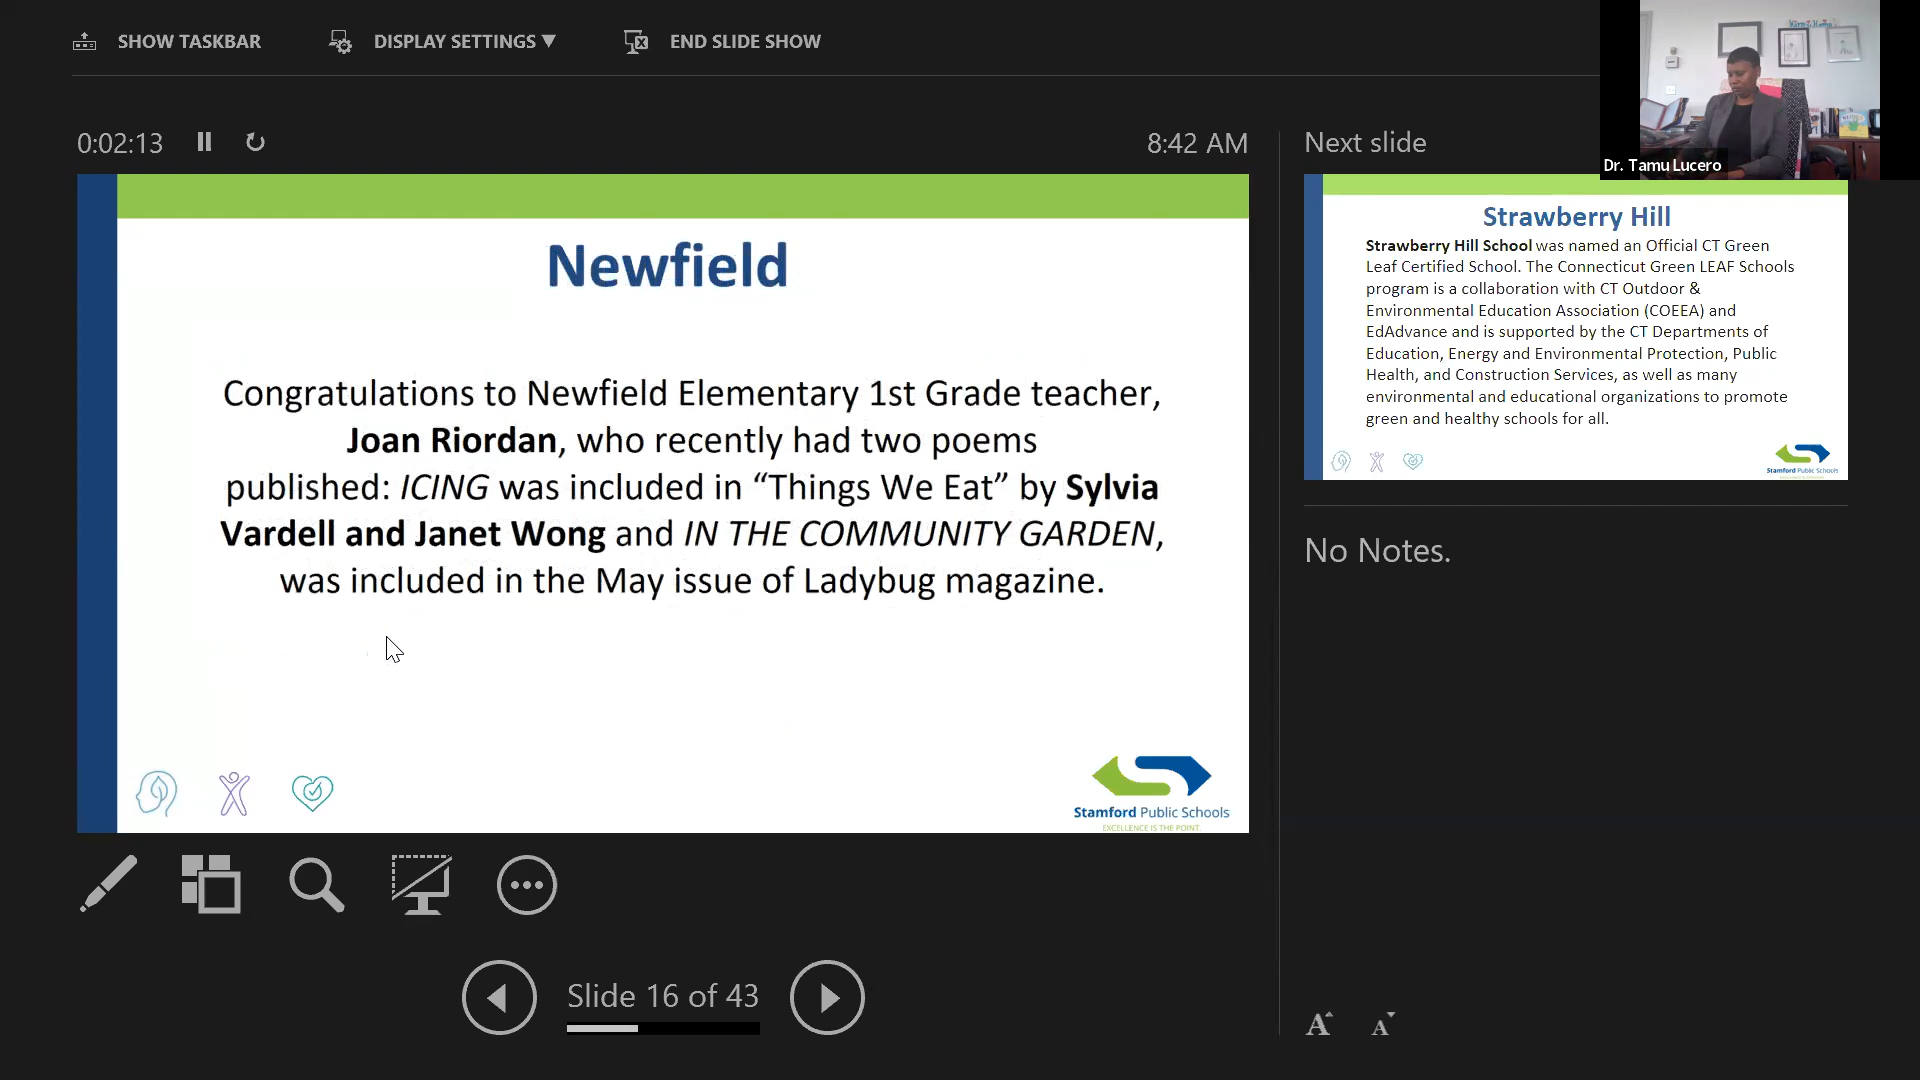 SHOW TASKBAR
DISPLAY SETTINGS ▼
END SLIDE SHOW
0:02:13
8:42 AM
Newfield
Congratulations to Newfield Elementary 1st Grade teacher,
Joan Riordan, who recently had two poems
published: ICING was included in “Things We Eat” by Sylvia
Vardell and Janet Wong and IN THE COMMUNITY GARDEN,
was included in the May issue of Ladybug magazine.
Stamford Public Schools
EXCELLENCE IS THE POINT.
Slide 16 of 43
Next slide
Dr. Tamu Lucero
Strawberry Hill
Strawberry Hill School was named an Official CT Green
Leaf Certified School. The Connecticut Green LEAF Schools
program is a collaboration with CT Outdoor &
Environmental Education Association (COEEA) and
EdAdvance and is supported by the CT Departments of
Education, Energy and Environmental Protection, Public
Health, and Construction Services, as well as many
environmental and educational organizations to promote
green and healthy schools for all.
Stamford Public Schools
No Notes.
A A